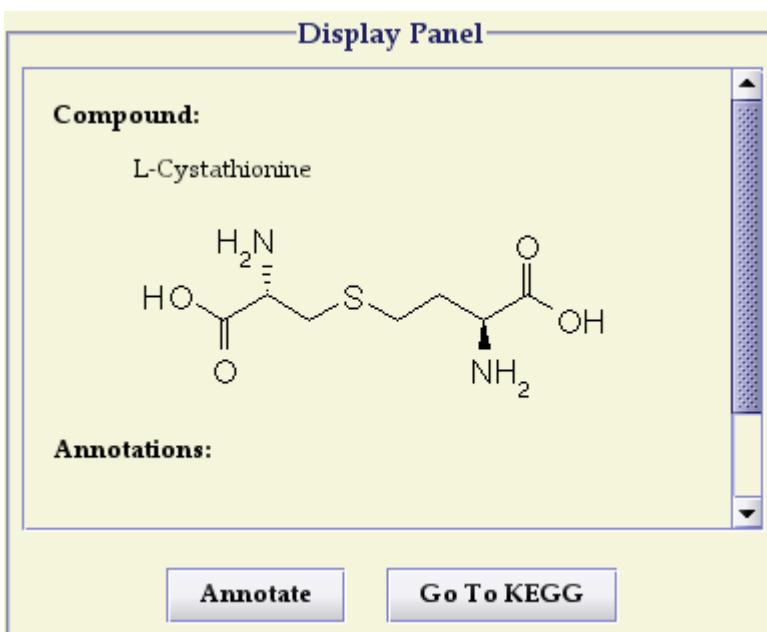 Display Panel
Compound:
L-Cystathionine
H2N
O
HO
S
OH
O
NH2
Annotations:
Annotate
Go To KEGG